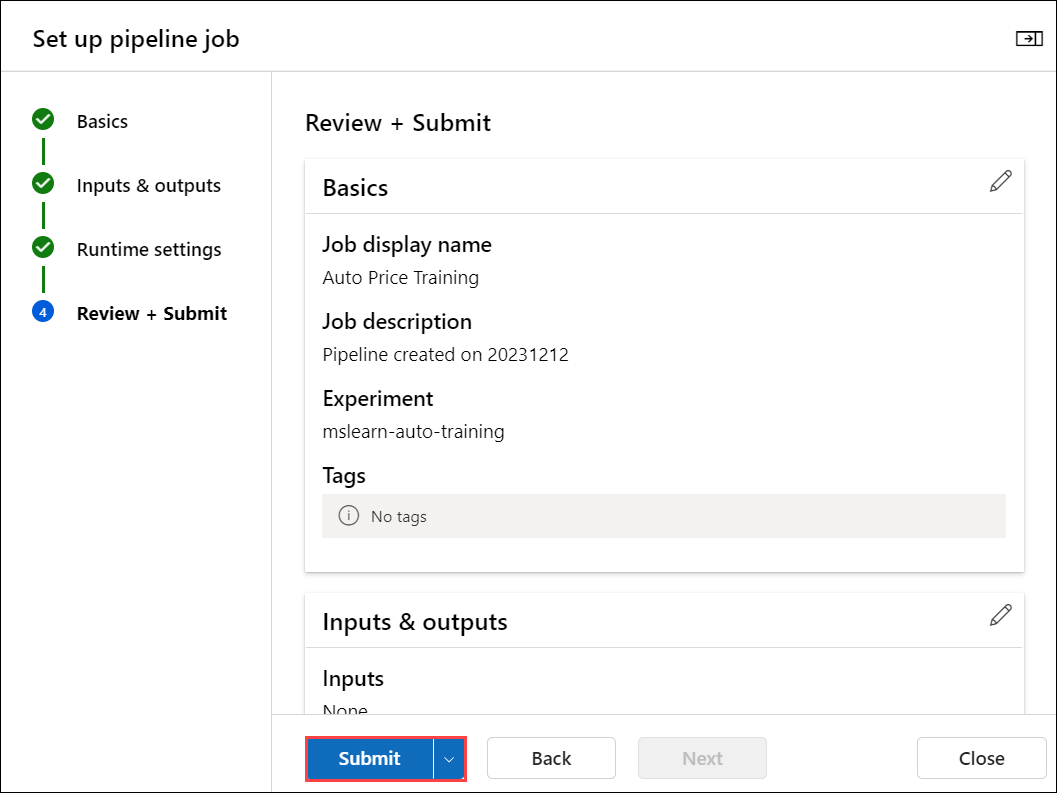 Set up pipeline job
Basics
Inputs & outputs
Runtime settings
4
Review + Submit
Review + Submit
Basics
Job display name
Auto Price Training
Job description
Pipeline created on 20231212
Experiment
mslearn-auto-training
Tags
No tags
Inputs & outputs
Inputs
None
Submit
Back
Next
Close